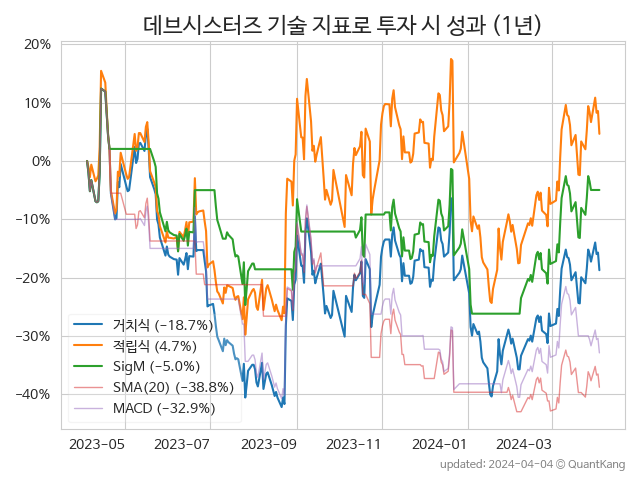 데브시스터즈 기술 지표로 투자 시 성과 (1년)
20%
10%
0%
−10%
−20%
−30%
−40%
거치식 (−18.7%)
적립식 (4.7%)
SigM (−5.0%)
SMA(20) (−38.8%)
MACD (−32.9%)
2023-05
2023-07
2023-09
2023-11
2024-01
2024-03
updated: 2024-04-04 © QuantKang